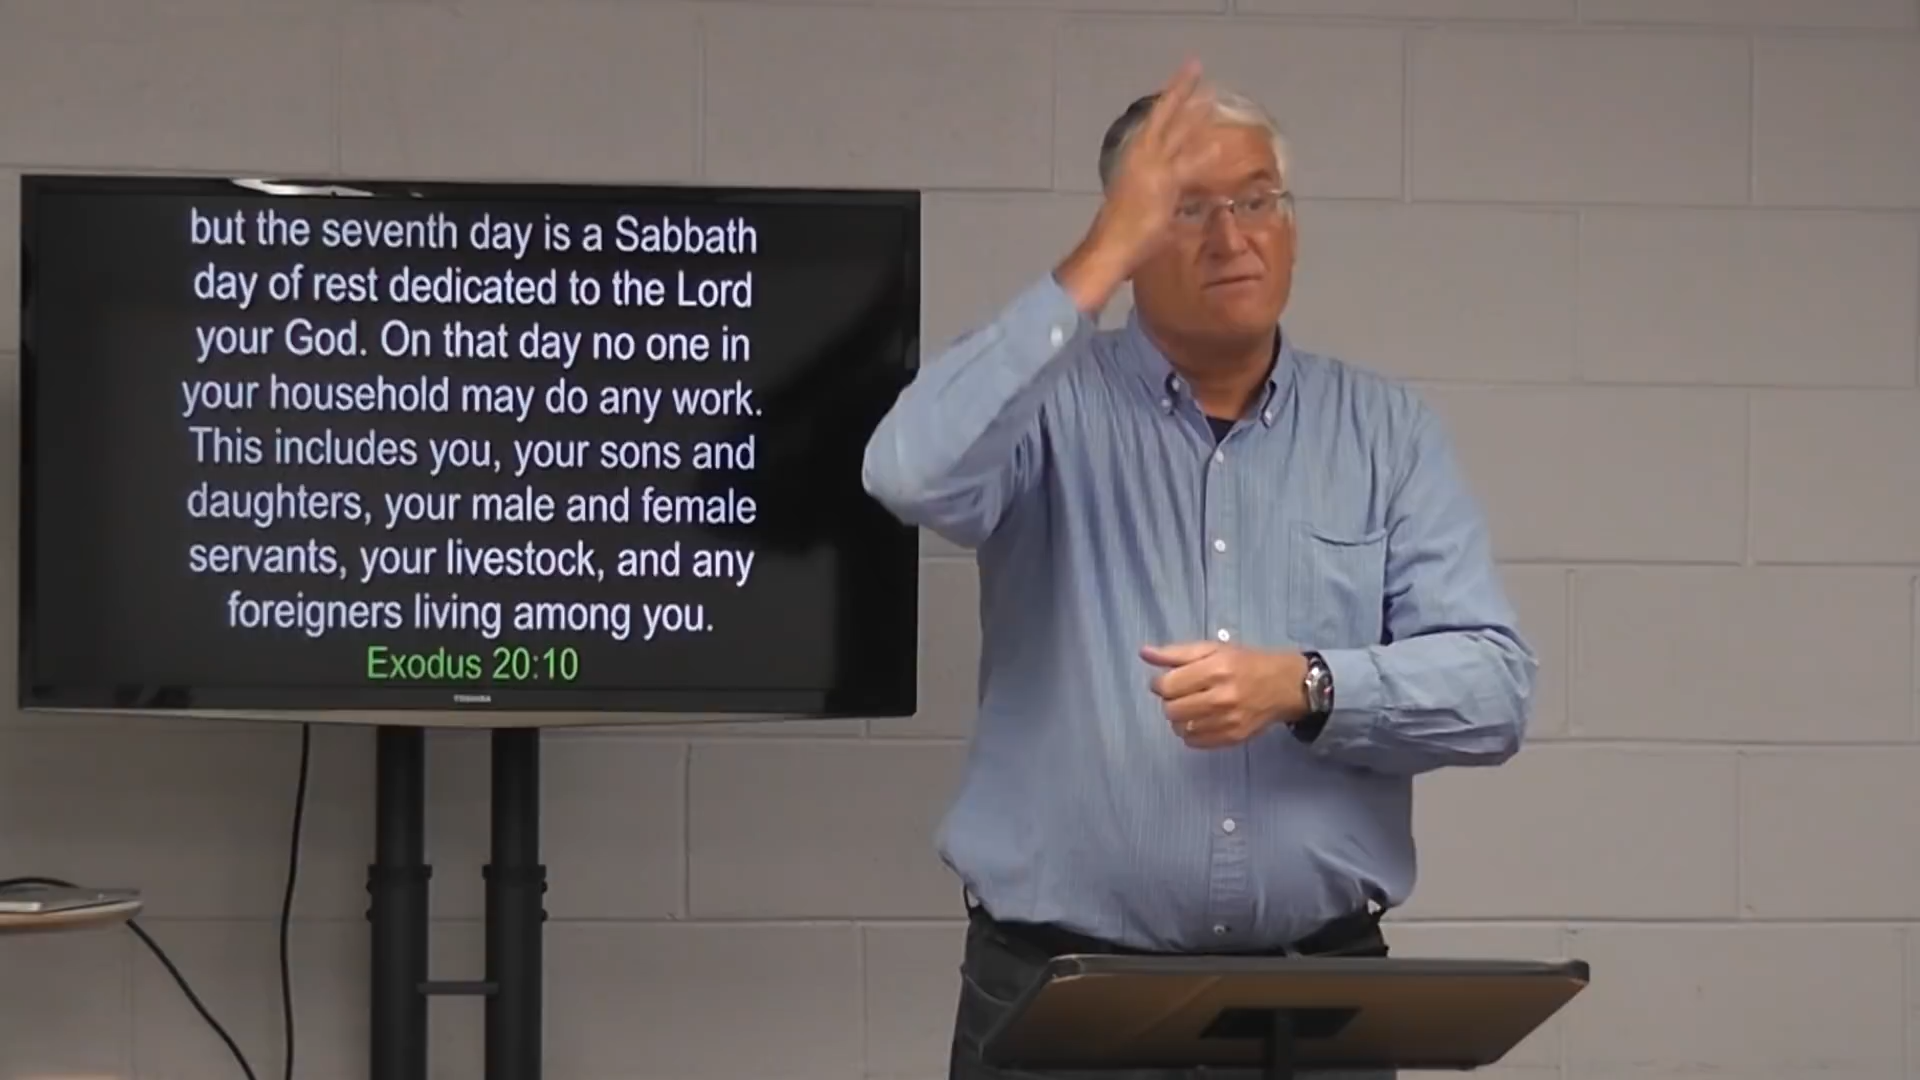 but the seventh day is a Sabbath
day of rest dedicated to the Lord
your God. On that day no one in
your household may do any work.
This includes you, your sons and
daughters, your male and female
servants, your livestock, and any
foreigners living among you.
Exodus 20:10
TOSHIBA